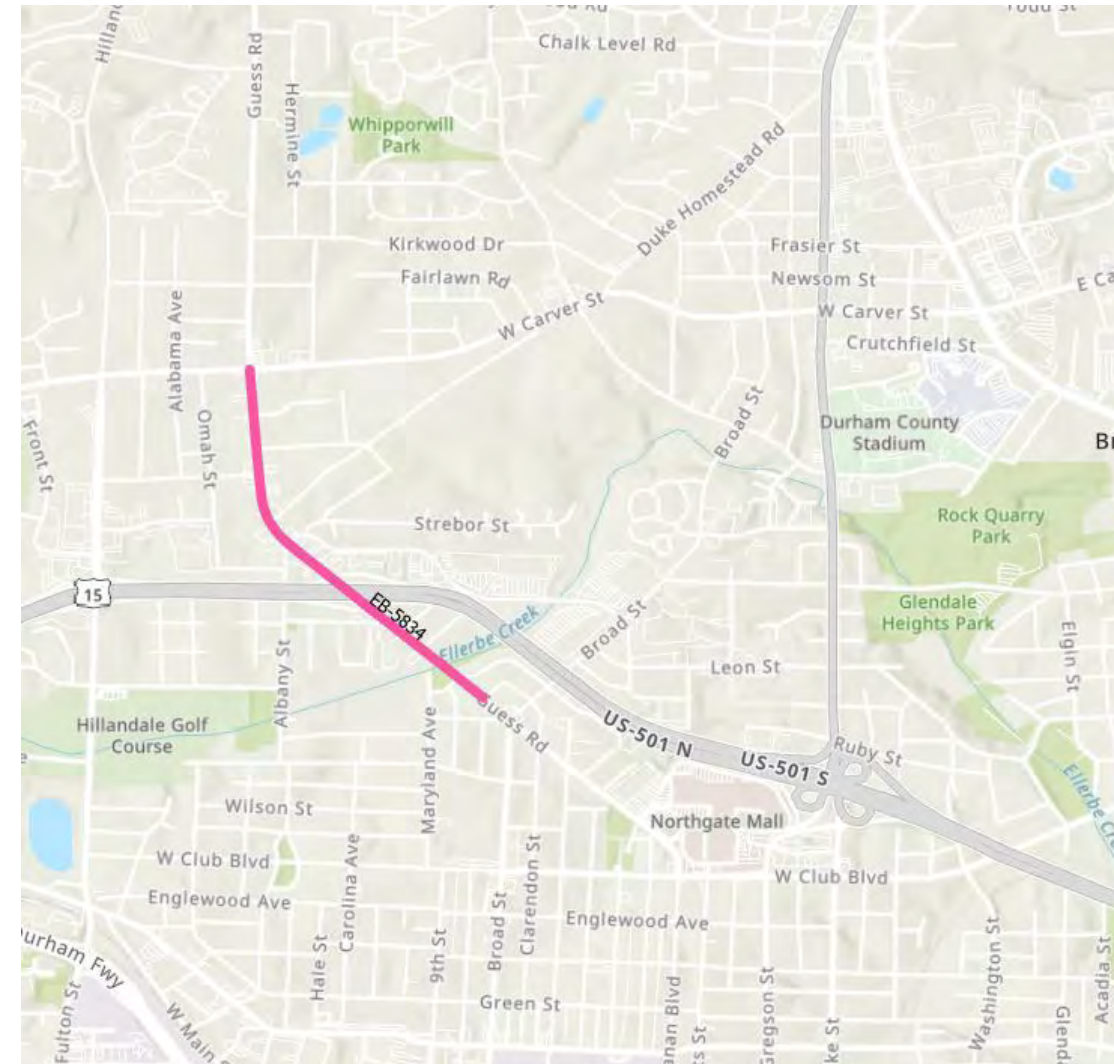 Chalk Level Rd
Guess Rd
Hermine St
Whipporwill
Park
Duke Homestead Rd
Kirkwood Dr
Fairlawn Rd
Frasier St
Newsom St
W Carver St
W Carver St
Crutchfield St
Alabama Ave
Omah St
Front St
Broad St
Durham County
Stadium
Strebor St
Rock Quarry
Park
15
EB-5834
Ellerbe Creek
Broad St
Glendale
Heights Park
Elgin St
Leon St
Albany St
Hillandale Golf
Course
Maryland Ave
Guess Rd
US-501 N
US-501 S
Ruby St
Wilson St
Northgate Mall
W Club Blvd
W Club Blvd
Englewood Ave
Englewood Ave
Carolina Ave
Hale St
9th St
Broad St
Clarendon St
Green St
Washington St
Acadia St
Fulton St
W Main
Fwy